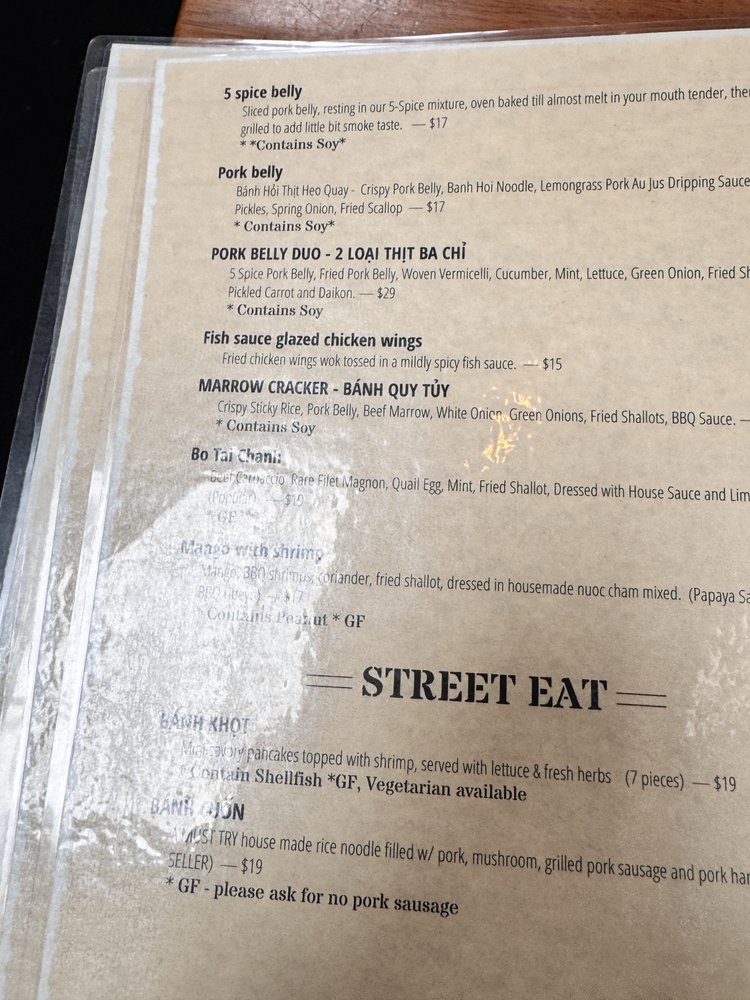 5 spice belly
Sliced pork belly, resting in our 5-Spice mixture, oven baked till almost melt in your mouth tender,
grilled to add little bit smoke taste. — $17
* *Contains Soy*
Pork belly
Bánh Hỏi Thịt Heo Quay - Crispy Pork Belly, Banh Hoi Noodle, Lemongrass Pork Au Jus Dripping Sauce
Pickles, Spring Onion, Fried Scallop — $17
* Contains Soy*
PORK BELLY DUO - 2 LOẠI THỊT BA CHỈ
5 Spice Pork Belly, Fried Pork Belly, Woven Vermicelli, Cucumber, Mint, Lettuce, Green Onion, Fried
Pickled Carrot and Daikon. — $29
* Contains Soy
Fish sauce glazed chicken wings
Fried chicken wings wok tossed in a mildly spicy fish sauce. — $15
MARROW CRACKER - BÁNH QUY TỦY
Crispy Sticky Rice, Pork Belly, Beef Marrow, White Onion, Green Onions, Fried Shallots, BBQ Sauce. —
* Contains Soy
Bo Tai Chanh
Beef Carpaccio Rare Filet Magnon, Quail Egg, Mint, Fried Shallot, Dressed with House Sauce and
(Popular) — $19
* GF
Mango with shrimp
Mango, BBQ shrimps, coriander, fried shallot, dressed in housemade nuoc cham mixed. (Papaya
— $17
* Contains Peanut * GF
STREET EAT
BÁNH KHỌT
Mini savory pancakes topped with shrimp, served with lettuce & fresh herbs (7 pieces) — $19
* Contain Shellfish *GF, Vegetarian available
BÁNH CUỐN
A MUST TRY house made rice noodle filled w/ pork, mushroom, grilled pork sausage and pork
SELLER) — $19
* GF - please ask for no pork sausage